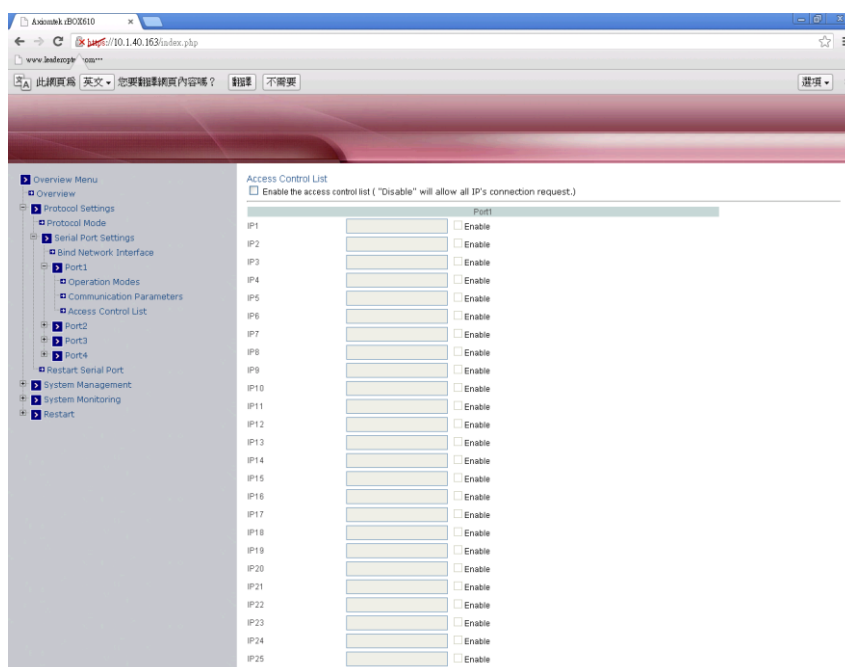 Axiomtek rBOX610
https://10.1.40.163/index.php
此網頁為 英文 您要翻譯網頁內容嗎？ 翻譯 不需要 選項
Overview Menu
Overview
Protocol Settings
Protocol Mode
Serial Port Settings
Bind Network Interface
Port1
Operation Modes
Communication Parameters
Access Control List
Port2
Port3
Port4
Restart Serial Port
System Management
System Monitoring
Restart
Access Control List
Enable the access control list ( "Disable" will allow all IP's connection request.)
Port1
IP1 Enable
IP2 Enable
IP3 Enable
IP4 Enable
IP5 Enable
IP6 Enable
IP7 Enable
IP8 Enable
IP9 Enable
IP10 Enable
IP11 Enable
IP12 Enable
IP13 Enable
IP14 Enable
IP15 Enable
IP16 Enable
IP17 Enable
IP18 Enable
IP19 Enable
IP20 Enable
IP21 Enable
IP22 Enable
IP23 Enable
IP24 Enable
IP25 Enable